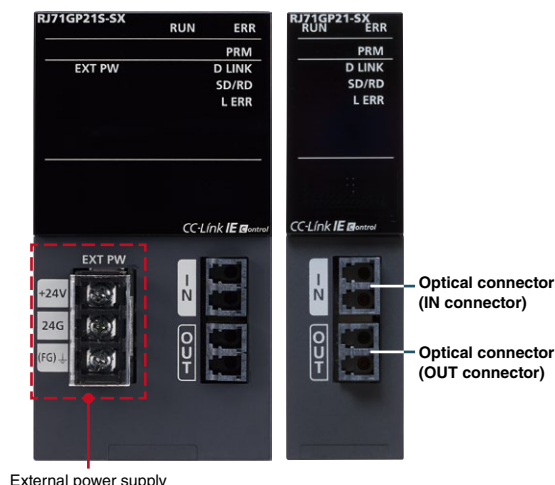 RJ71GP21S-SX
RUN ERR
PRM
EXT PW D LINK
SD/RD
L ERR
CC-Link IE Control
EXT PW
+24V
24G
(FG)
IN
OUT
External power supply
RJ71GP21-SX
RUN ERR
PRM
D LINK
SD/RD
L ERR
CC-Link IE Control
IN
OUT
Optical connector
(IN connector)
Optical connector
(OUT connector)